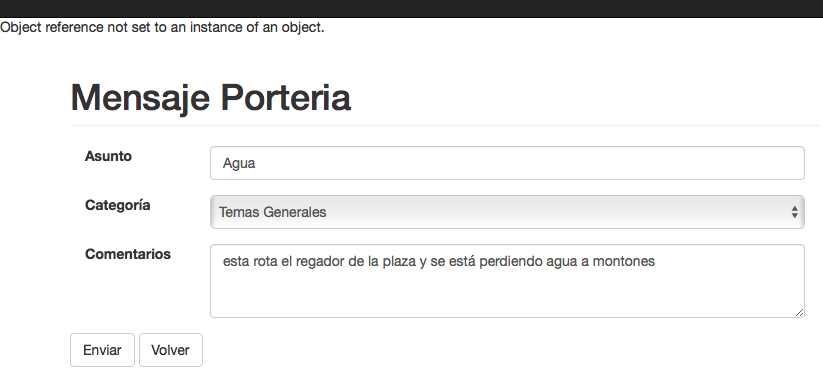 Object reference not set to an instance of an object.
Mensaje Porteria
Asunto
Agua
Categoría
Temas Generales
Comentarios
esta rota el regador de la plaza y se está perdiendo agua a montones
Enviar
Volver